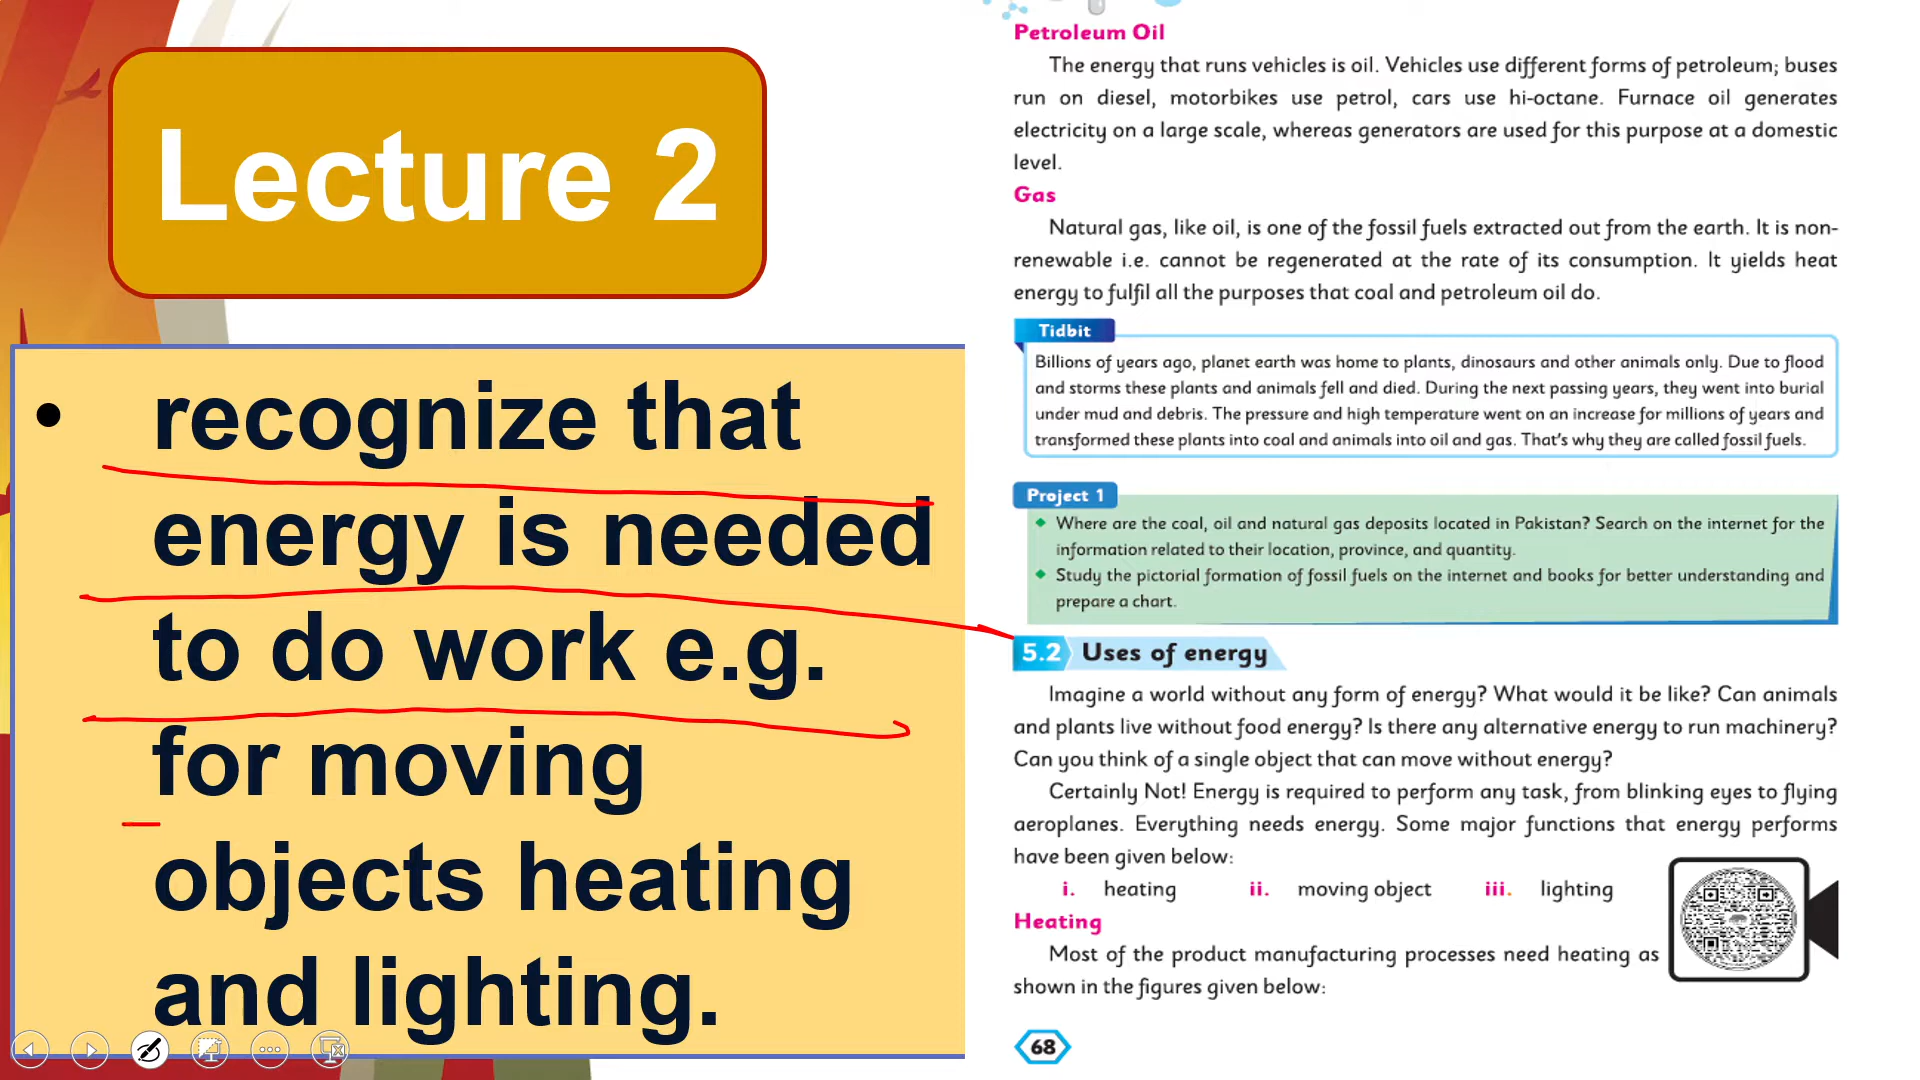 Lecture 2
• recognize that
energy is needed
to do work e.g.
for moving
objects heating
and lighting.
Petroleum Oil
The energy that runs vehicles is oil. Vehicles use different forms of petroleum; buses
run on diesel, motorbikes use petrol, cars use hi-octane. Furnace oil generates
electricity on a large scale, whereas generators are used for this purpose at a domestic
level.
Gas
Natural gas, like oil, is one of the fossil fuels extracted out from the earth. It is non-
renewable i.e. cannot be regenerated at the rate of its consumption. It yields heat
energy to fulfil all the purposes that coal and petroleum oil do.
Tidbit
Billions of years ago, planet earth was home to plants, dinosaurs and other animals only. Due to flood
and storms these plants and animals fell and died. During the next passing years, they went into burial
under mud and debris. The pressure and high temperature went on an increase for millions of years and
transformed these plants into coal and animals into oil and gas. That's why they are called fossil fuels.
Project 1
Where are the coal, oil and natural gas deposits located in Pakistan? Search on the internet for the
information related to their location, province, and quantity.
Study the pictorial formation of fossil fuels on the internet and books for better understanding and
prepare a chart.
5.2 Uses of energy
Imagine a world without any form of energy? What would it be like? Can animals
and plants live without food energy? Is there any alternative energy to run machinery?
Can you think of a single object that can move without energy?
Certainly Not! Energy is required to perform any task, from blinking eyes to flying
aeroplanes. Everything needs energy. Some major functions that energy performs
have been given below:
i. heating ii. moving object iii. lighting
Heating
Most of the product manufacturing processes need heating as
shown in the figures given below:
68